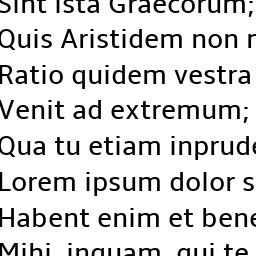 Sint ista Graecorum;
Quis Aristidem non
Ratio quidem vestra
Venit ad extremum;
Qua tu etiam inprude
Lorem ipsum dolor s
Habent enim et bene
Mihi, inquam, qui te